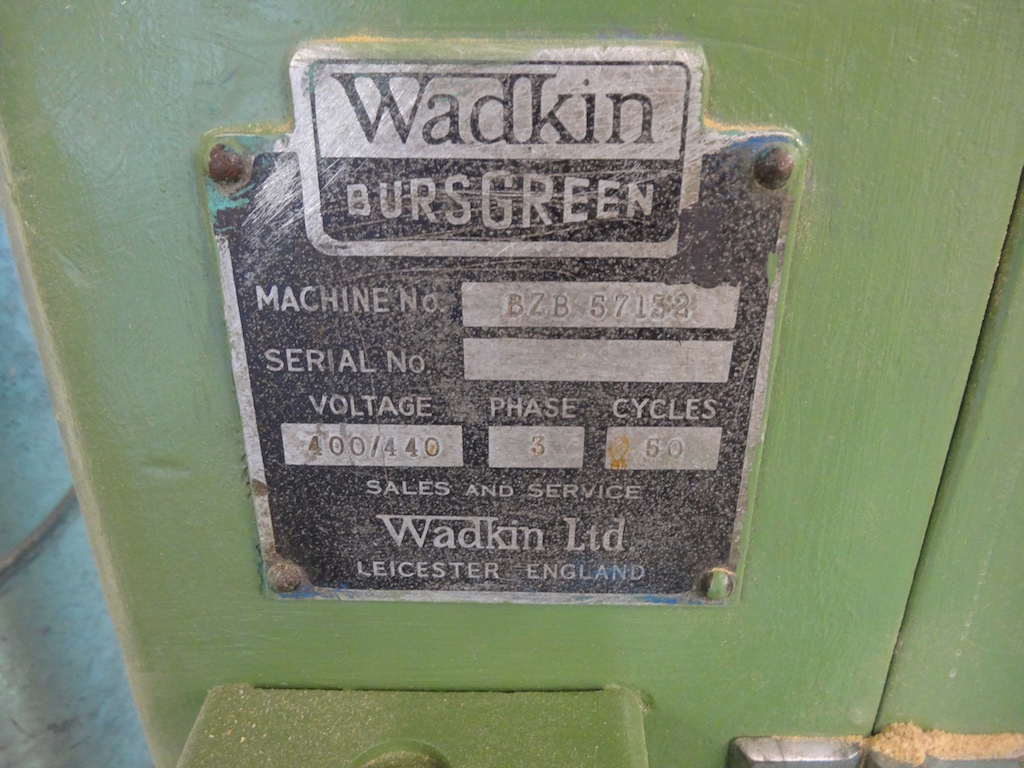 Wadkin
BURSGREEN
MACHINE No. BZB 57132
SERIAL No
VOLTAGE PHASE CYCLES
400/440 3 50
SALES AND SERVICE
Wadkin Ltd
LEICESTER ENGLAND